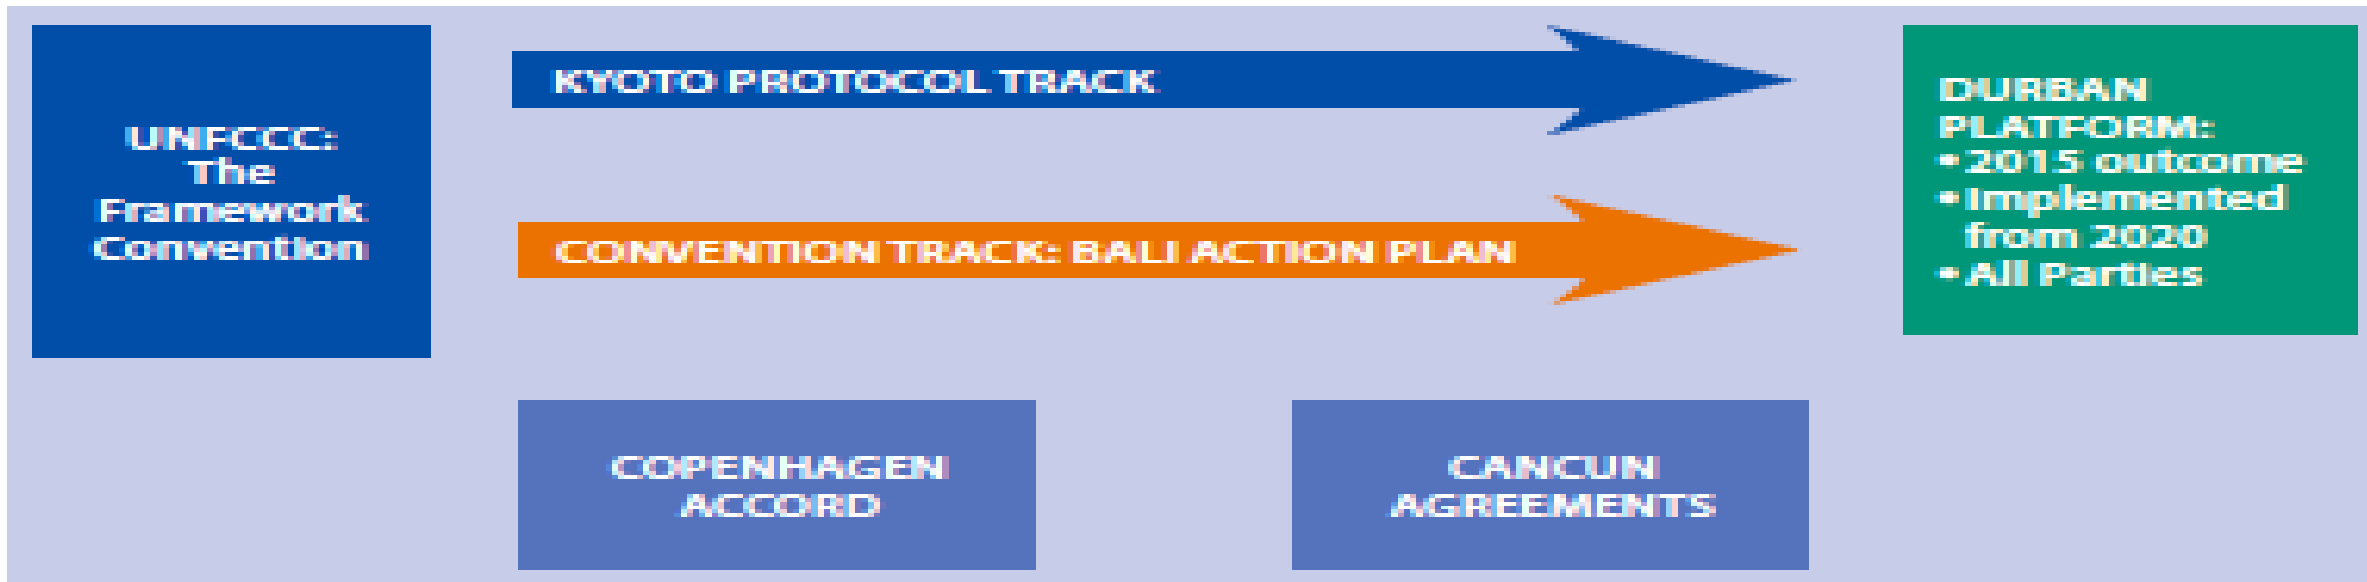 UNFCCC:
The
Framework
Convention
KYOTO PROTOCOL TRACK
CONVENTION TRACK: BALI ACTION PLAN
DURBAN
PLATFORM:
• 2015 outcome
• Implemented
from 2020
• All Parties
COPENHAGEN
ACCORD
CANCUN
AGREEMENTS